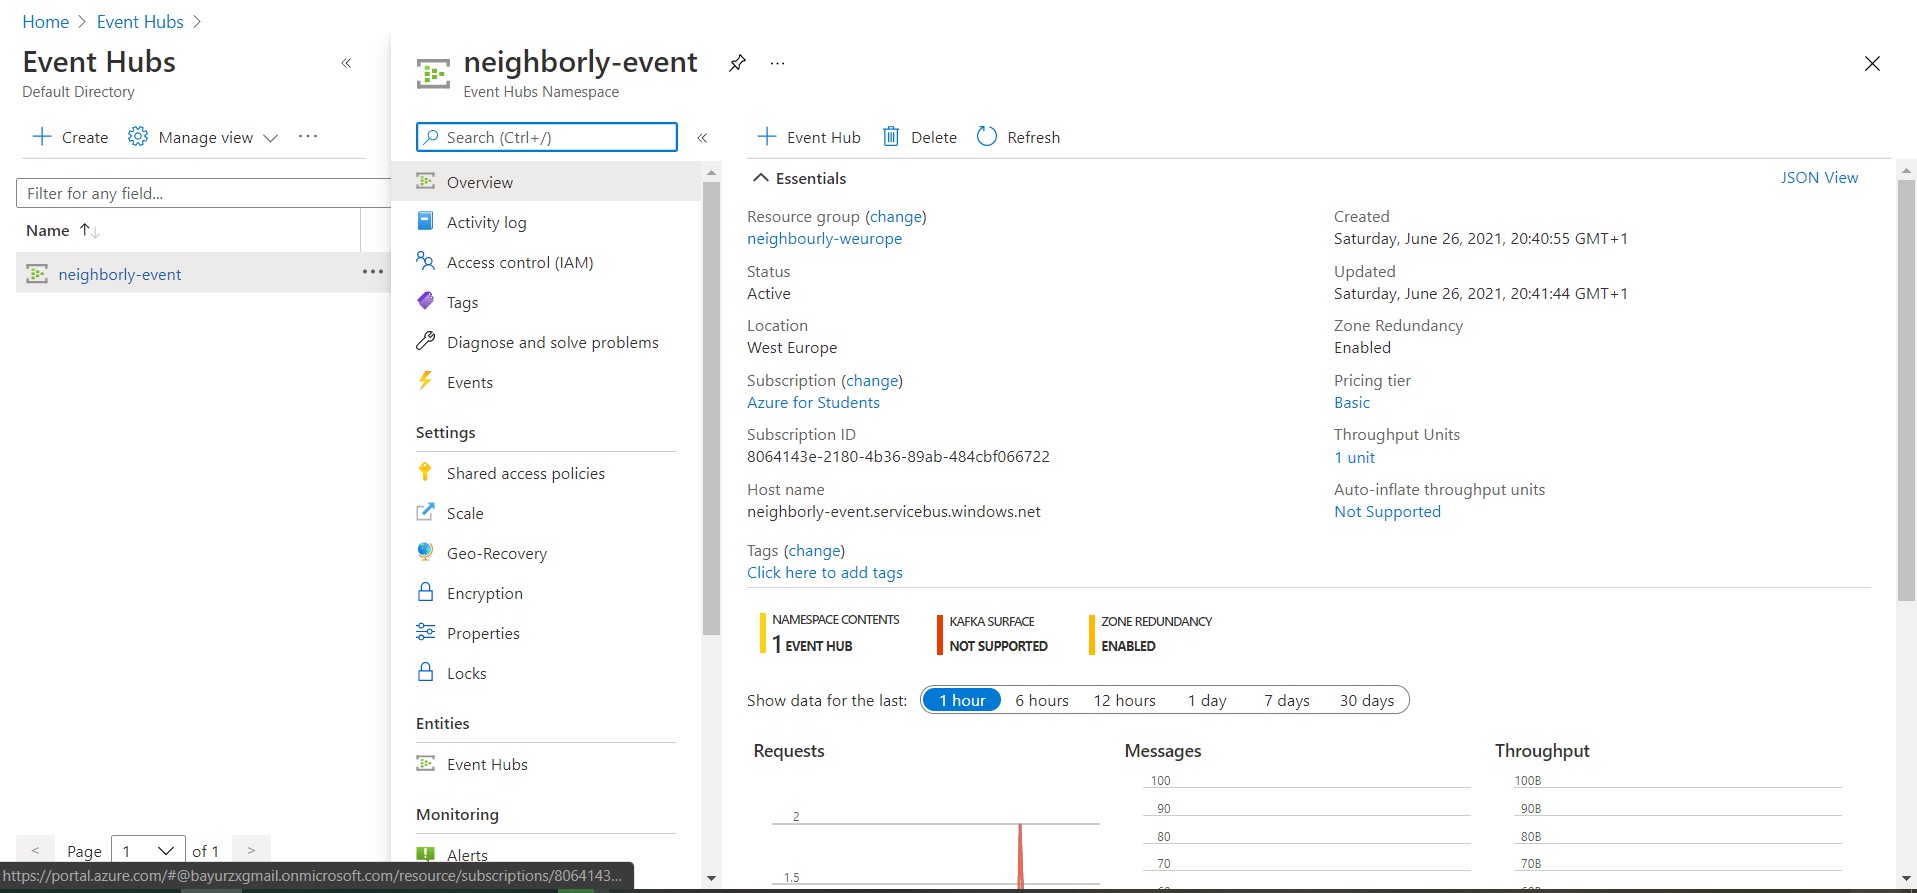 Home > Event Hubs >
Event Hubs «
Default Directory
Create Manage view ···
Filter for any field...
Name ↑↓
neighborly-event ···
< Page 1 of 1 >
https://portal.azure.com/#@bayurzxgmail.onmicrosoft.com/resource/subscriptions/8064143...
neighborly-event ···
Event Hubs Namespace
Search (Ctrl+/) «
Overview
Activity log
Access control (IAM)
Tags
Diagnose and solve problems
Events
Settings
Shared access policies
Scale
Geo-Recovery
Encryption
Properties
Locks
Entities
Event Hubs
Monitoring
Alerts
Event Hub Delete Refresh
Essentials JSON View
Resource group (change)
neighbourly-weurope
Status
Active
Location
West Europe
Subscription (change)
Azure for Students
Subscription ID
8064143e-2180-4b36-89ab-484cbf066722
Host name
neighborly-event.servicebus.windows.net
Tags (change)
Click here to add tags
Created
Saturday, June 26, 2021, 20:40:55 GMT+1
Updated
Saturday, June 26, 2021, 20:41:44 GMT+1
Zone Redundancy
Enabled
Pricing tier
Basic
Throughput Units
1 unit
Auto-inflate throughput units
Not Supported
NAMESPACE CONTENTS
1 EVENT HUB
KAFKA SURFACE
NOT SUPPORTED
ZONE REDUNDANCY
ENABLED
Show data for the last: 1 hour 6 hours 12 hours 1 day 7 days 30 days
Requests
2
1.5
Messages
100
90
80
70
Throughput
100B
90B
80B
70B